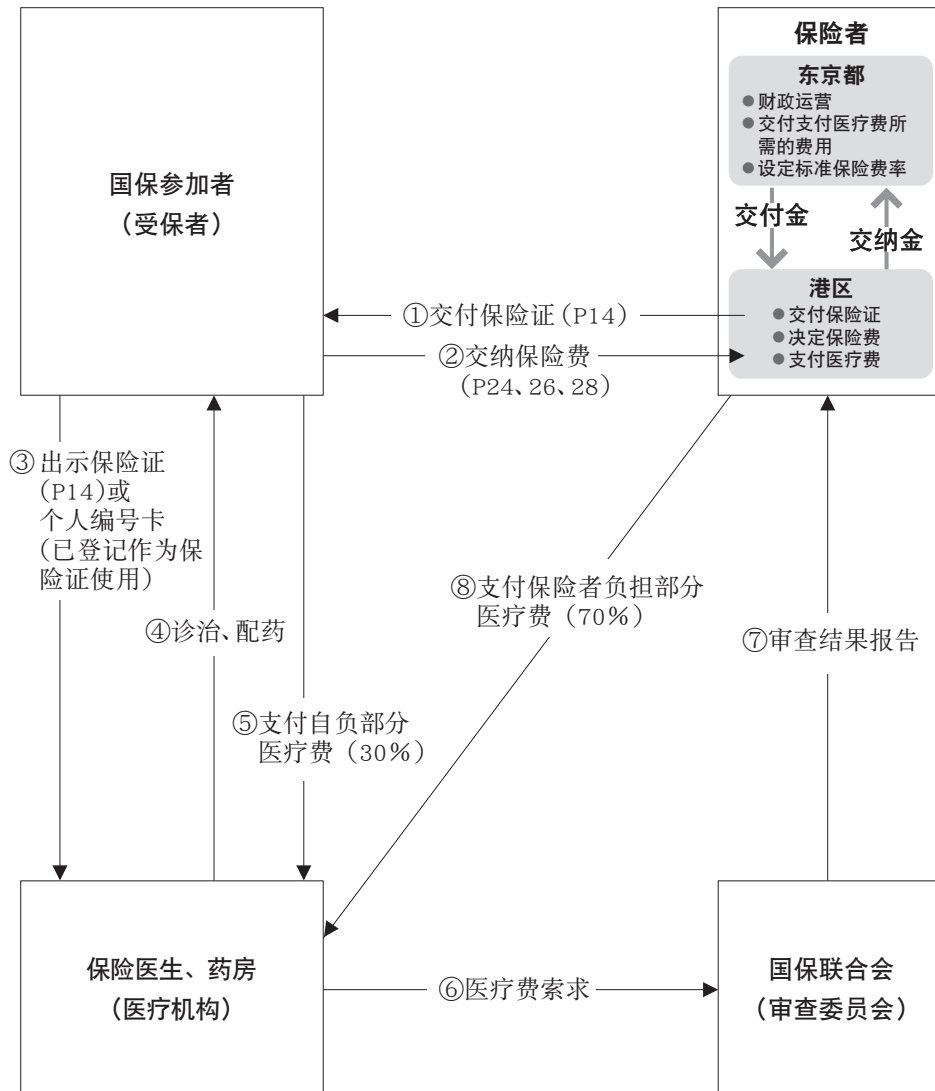 保险者
东京都
●财政运营
●交付支付医疗费所
需的费用
●设定标准保险费率
国保参加者
（受保者）
交付金
交纳金
港区
●交付保险证
●决定保险费
●支付医疗费
①交付保险证（P14）
②交纳保险费
（P24、26、28）
③出示保险证
(P14)或
个人编号卡
(已登记作为保
险证使用)
④诊治、配药
⑤支付自负部分
医疗费（30%）
⑧支付保险者负担部分
医疗费（70%）
⑦审查结果报告
保险医生、药房
（医疗机构）
⑥医疗费索求
国保联合会
（审查委员会）